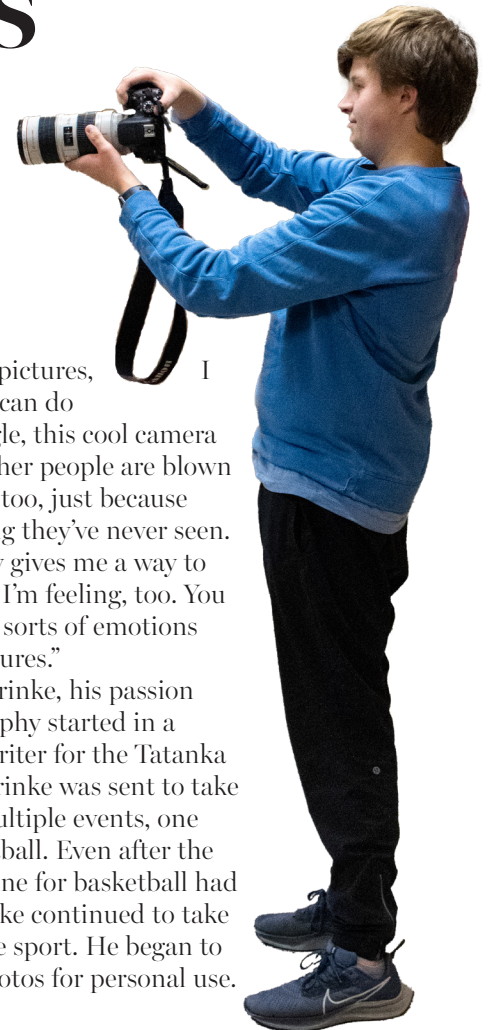 S
pictures, I
can do
gle, this cool camera
her people are blown
too, just because
g they've never seen.
y gives me a way to
I'm feeling, too. You
sorts of emotions
ures.”
rinke, his passion
phy started in a
riter for the Tatanka
rinke was sent to take
ultiple events, one
tball. Even after the
ne for basketball had
ke continued to take
e sport. He began to
otos for personal use.